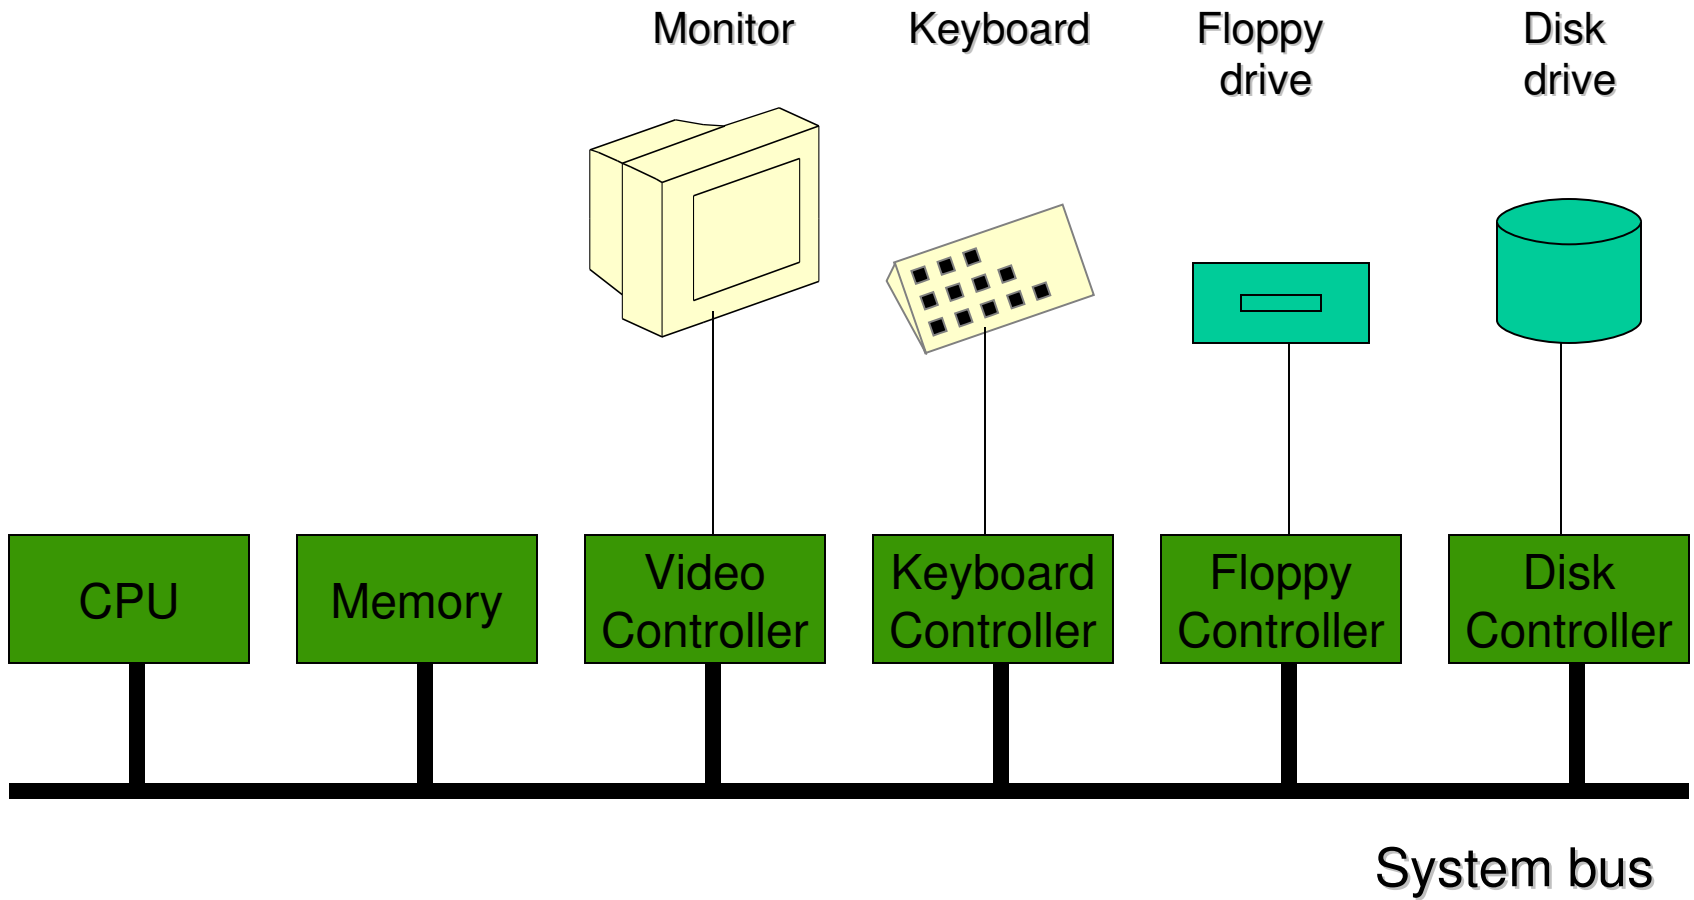 Monitor
Keyboard
Floppy
drive
Disk
drive
CPU
Memory
Video
Controller
Keyboard
Controller
Floppy
Controller
Disk
Controller
System bus